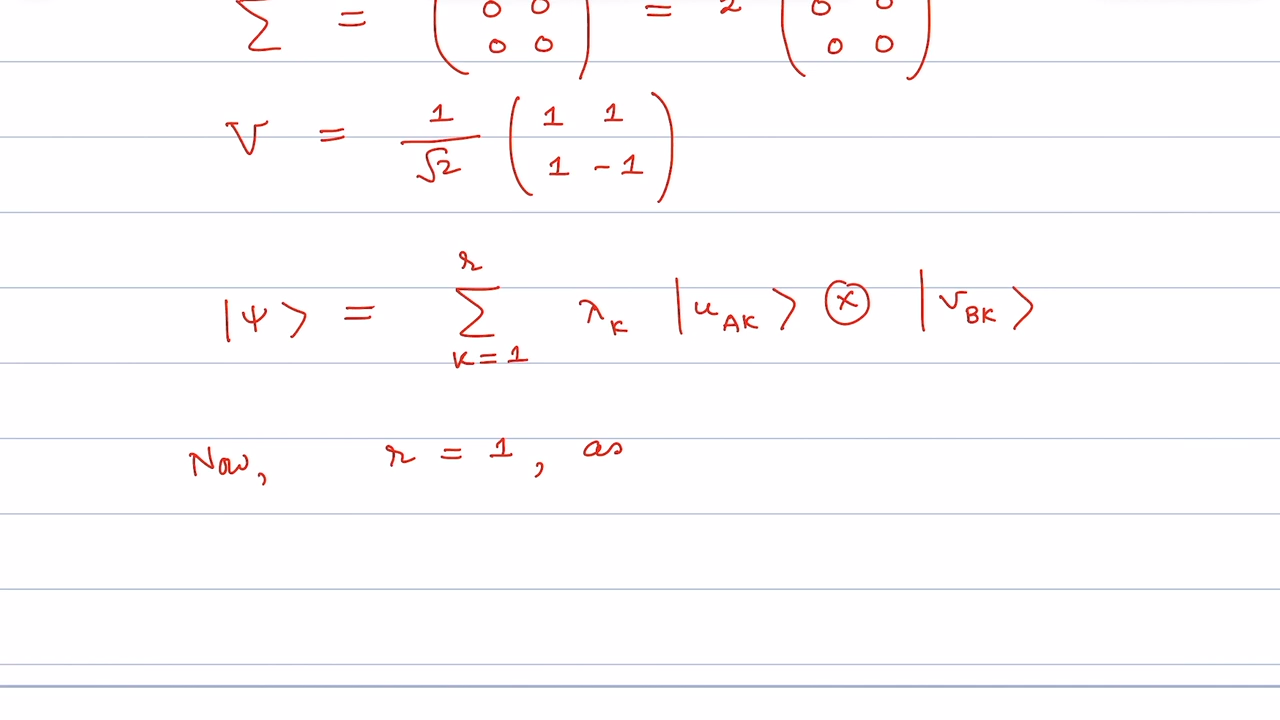 Σ = ( 0 0 0 0 ) = 2 ( 0 0 0 0 )
V = 1/√2 ( 1 1 1 -1 )
|Ψ⟩ = Σ_{K=1}^{r} λ_K |u_{AK}⟩ ⊗ |v_{BK}⟩
Now, r = 1, as